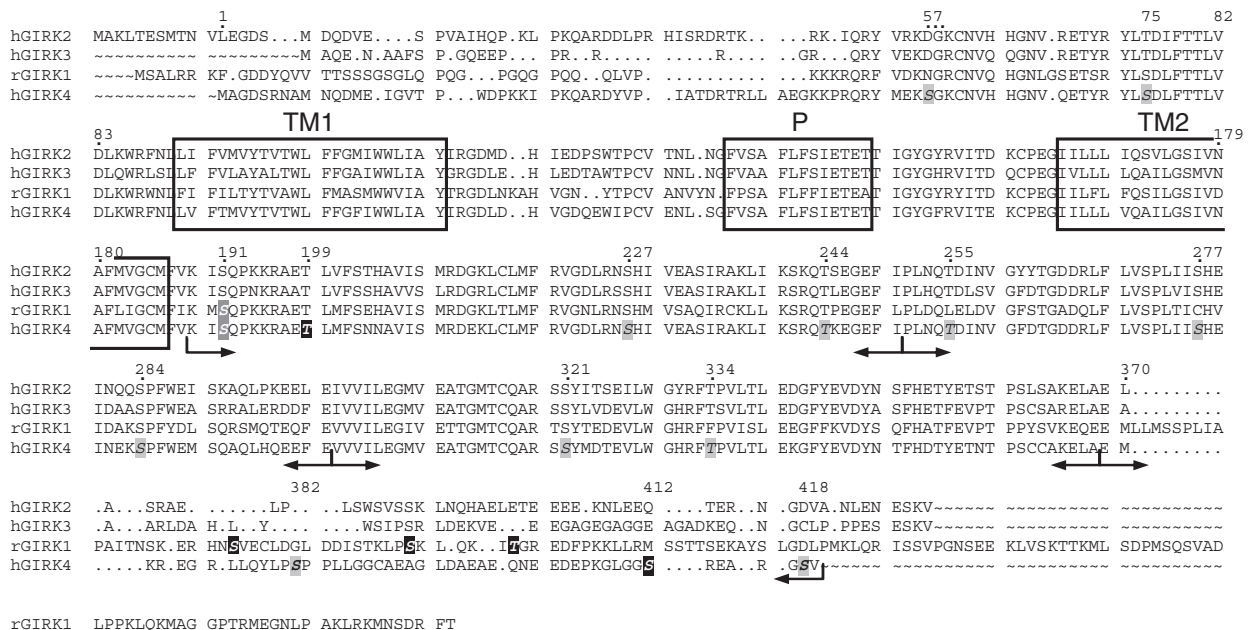 1 57 75 82
hGIRK2 MAKLTESMTN VLEGDS...M DQDVE....S PVAIHQP.KL PKQARDDLPR HISRDRTK.. ..RK.IQRY VRKDGKCNVH HGNV.RETYR YLTDIFTTLV
hGIRK3 ~~~~~~~~~~ ~~~~~~~~~M AQE.N.AAFS P.GQEEP... PR..R..... .....R.... ..GR...QRY VEKDGRCNVQ QGNV.RETYR YLTDLFTTLV
rGIRK1 ~~~~MSALRR KF.GDDYQVV TTSSSGSGLQ PQG...PGQG PQQ..QLVP. .......... ...KKKRQRF VDKNGRCNVQ HGNLGSETSR YLSDLFTTLV
hGIRK4 ~~~~~~~~~~ ~MAGDSRNAM NQDME.IGVT P...WDPKKI PKQARDYVP. .IATDRTRLL AEGKKPRQRY MEKSGKCNVH HGNV.QETYR YLSDLFTTLV
83 TM1 P TM2 179
hGIRK2 DLKWRFNLLI FVMVYTVTWL FFGMIWWLIA YIRGDMD..H IEDPSWTPCV TNL.NGFVSA FLFSIETETT IGYGYRVITD KCPEGIILLL IQSVLGSIVN
hGIRK3 DLQWRLSLLF FVLAYALTWL FFGAIWWLIA YGRGDLE..H LEDTAWTPCV NNL.NGFVAA FLFSIETETT IGYGHRVITD QCPEGIVLLL LQAILGSMVN
rGIRK1 DLKWRWNLFI FILTYTVAWL FMASMWWVIA YTRGDLNKAH VGN..YTPCV ANVYNFPSAF LFFIETEATI GYGYRYITDK CPEGIILFLF QSILGSIVD
hGIRK4 DLKWRFNLLV FTMVYTVTWL FFGFIWWLIA YIRGDLD..H VGDQEWIPCV ENLS.GFVSA FLFSIETETT IGYGFRVITE KCPEGIILLL VQAILGSIVN
180 191 199 227 244 255 277
hGIRK2 AFMVGCMFVK ISQPKKRAET LVFSTHAVIS MRDGKLCLMF RVGDLRNSHI VEASIRAKLI KSKQTSEGEF IPLNQTDINV GYYTGDDRLF LVSPLIISHE
hGIRK3 AFMVGCMFVK ISQPNKRAAT LVFSSHAVVS LRDGRLCLMF RVGDLRSSHI VEASIRAKLI RSRQTLEGEF IPLHQTDLSV GFDTGDDRLF LVSPLVISHE
rGIRK1 AFLIGCMFIK MSQPKKRAET LMFSEHAVIS MRDGKLTLMF RVGNLRNSHM VSAQIRCKLL KSRQTPEGEF LPLDQLELDV GFSTGADQLF LVSPLTICHV
hGIRK4 AFMVGCMFVK ISQPKKRAET LMFSNNAVIS MRDEKLCLMF RVGDLRNSHI VEASIRAKLI KSRQTKEGEF IPLNQTDINV GFDTGDDRLF LVSPLIISHE
284 321 334 370
hGIRK2 INQQSPFWEI SKAQLPKEEL EIVVILEGMV EATGMTCQAR SSYITSEILW GYRFTPVLTL EDGFYEVDYN SFHETYETST PSLSAKELAE L.........
hGIRK3 IDAASPFWEA SRRALERDDF EIVVILEGMV EATGMTCQAR SSYLVDEVLW GHRFTSVLTL EDGFYEVDYA SFHETFEVPT PSCSARELAE A.........
rGIRK1 IDAKSPFYDL SQRSMQTEQF EVVVILEGIV ETTGMTCQAR TSYTEDEVLW GHRFFPVISL EEGFFKVDYS QFHATFEVPT PPYSVKEQEE MLLMSSPLIA
hGIRK4 INEKSPFWEM SQAQLHQEEF EVVVILEGMV EATGMTCQAR SSYMDTEVLW GHRFTPVLTL EKGFYEVDYN TFHDTYETNT PSCCAKELAE M.........
382 412 418
hGIRK2 .A...SRAE. .....LP... LSWSVSSK LNQHAELETE EEE.KNLEEQ ....TER..N .GDVA.NLEN ESKV~~~~~~
hGIRK3 .A...ARLDA H.L..Y.... ...WSIPSR LDEKVE...E EGAGEGAGGE AGADKEQ..N .GCLP.PPES ESKV~~~~~~
rGIRK1 PAITNSK.ER HNSVECLDGL DDISTKLPSK L.QK...ITG REDFPKKLLRM SSTTSEKAYS LGDLPMKLQR ISSVPGNSEE KLVSKTTKML SDPMSQSVAD
hGIRK4 ....KR.EG R.LLQYLPSP PLLGGCAEAG LDAEAE.QNE EDEPKGLGGS ....REA..R .GSV~~~~~~
rGIRK1 LPPKLQKMAG GPTRMEGNLP AKLRKMNSDR FT